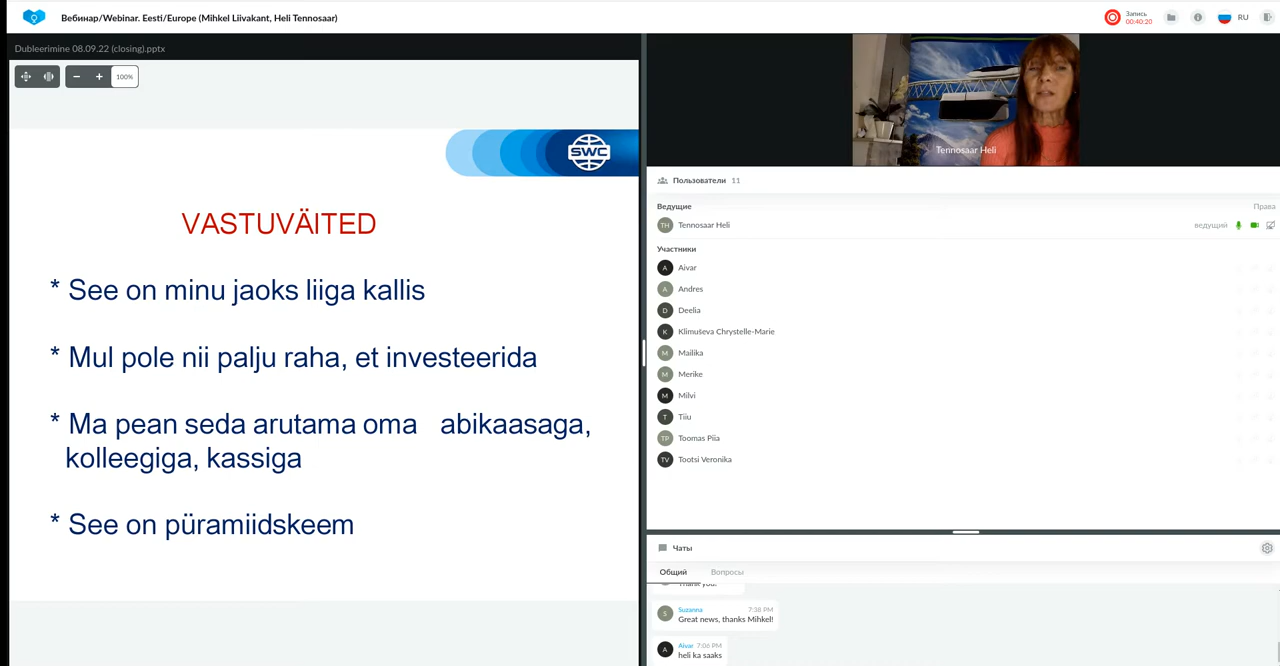 Вебинар/Webinar. Eesti/Europe (Mihkel Liivakant, Heli Tennosaar)
Запись
00:40:20
RU
Dubleerimine 08.09.22 (closing).pptx
100%
SWC
VASTUVÄITED
* See on minu jaoks liiga kallis
* Mul pole nii palju raha, et investeerida
* Ma pean seda arutama oma abikaasaga,
kolleegiga, kassiga
* See on püramiidskeem
Tennosaar Heli
Пользователи 11
Ведущие Права
TH Tennosaar Heli ведущий
Участники
A Aivar
A Andres
D Deelia
K Klimuševa Chrystelle-Marie
M Mailika
M Merike
M Milvi
T Tiiu
TP Toomas Piia
TV Tootsi Veronika
Чаты
Общий Вопросы
Thank you!
S Suzanna 7:38 PM
Great news, thanks Mihkel!
A Aivar 7:06 PM
heli ka saaks